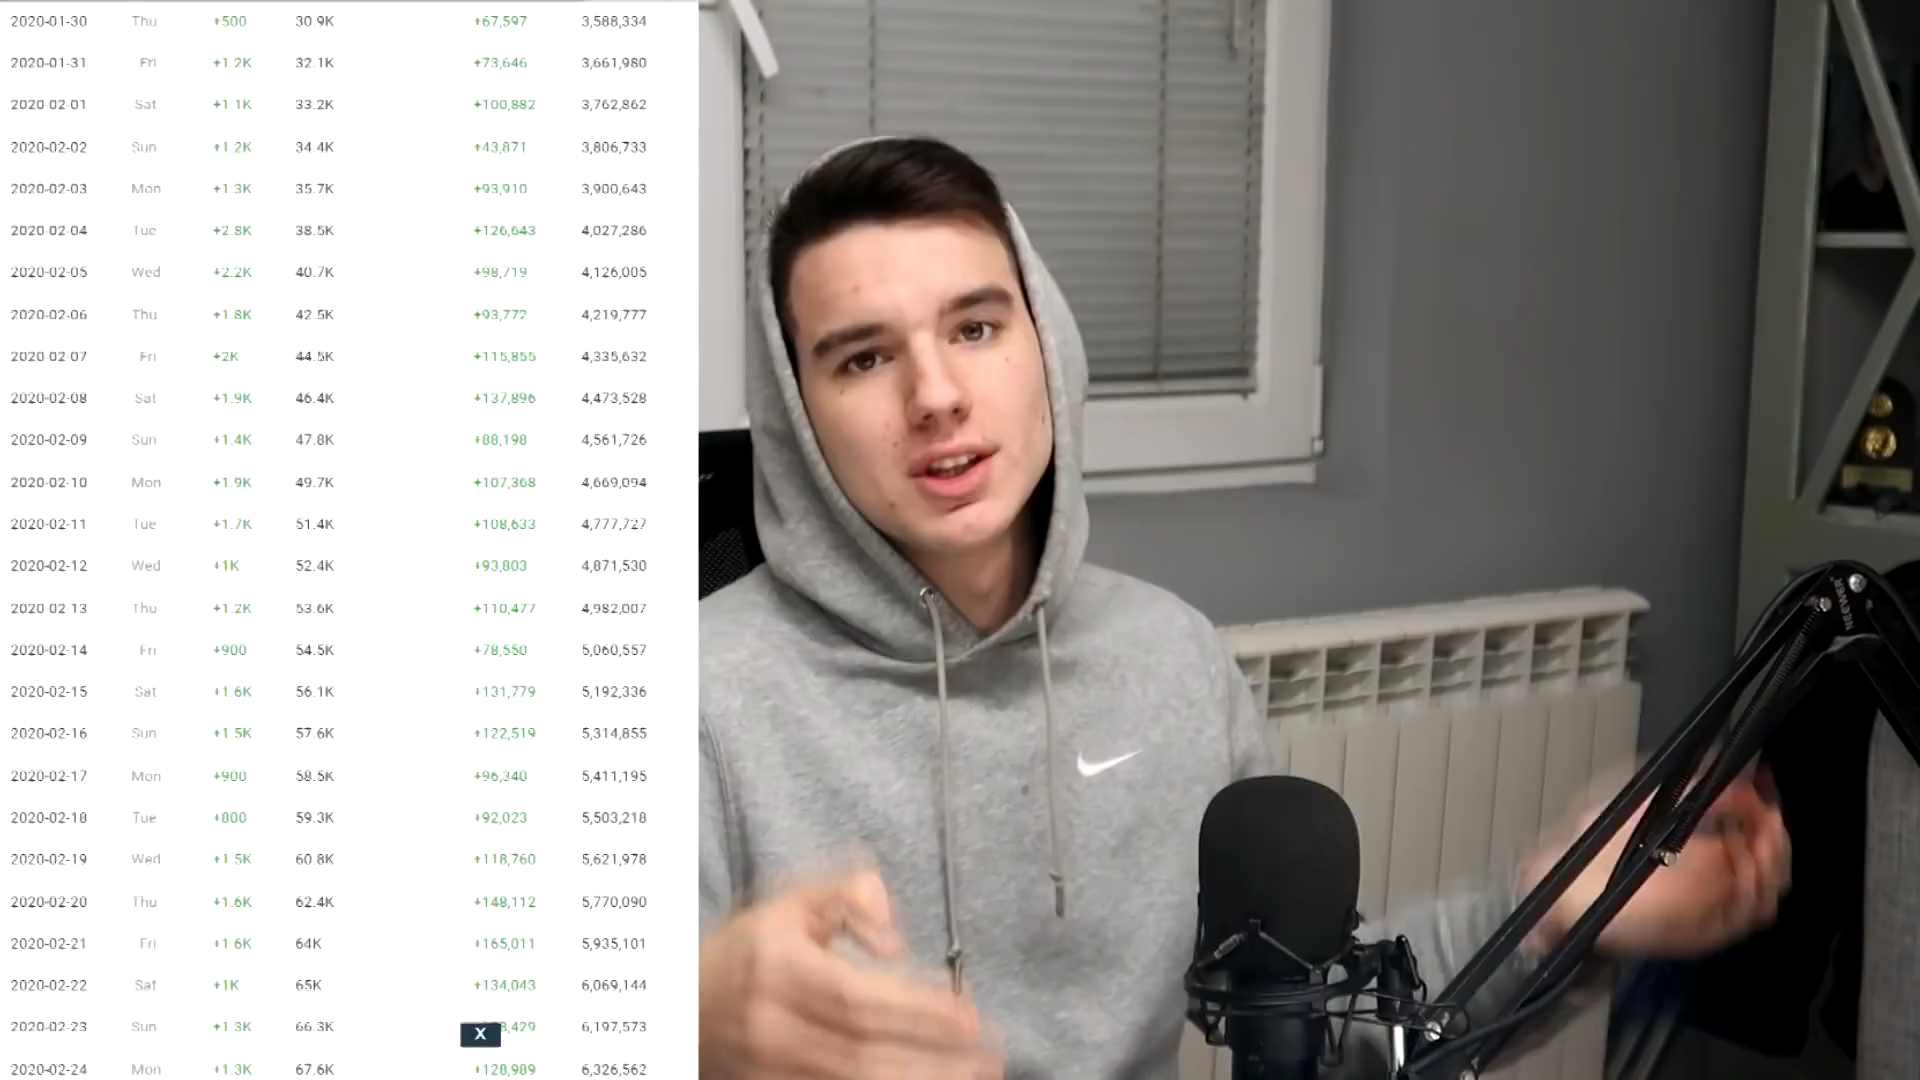 2020-01-30 Thu +500 30.9K +67,597 3,588,334
2020-01-31 Fri +1.2K 32.1K +73,646 3,661,980
2020-02-01 Sat +1.1K 33.2K +100,882 3,762,862
2020-02-02 Sun +1.2K 34.4K +43,871 3,806,733
2020-02-03 Mon +1.3K 35.7K +93,910 3,900,643
2020-02-04 Tue +2.8K 38.5K +126,643 4,027,286
2020-02-05 Wed +2.2K 40.7K +98,719 4,126,005
2020-02-06 Thu +1.8K 42.5K +93,772 4,219,777
2020-02-07 Fri +2K 44.5K +115,855 4,335,632
2020-02-08 Sat +1.9K 46.4K +137,896 4,473,528
2020-02-09 Sun +1.4K 47.8K +88,198 4,561,726
2020-02-10 Mon +1.9K 49.7K +107,368 4,669,094
2020-02-11 Tue +1.7K 51.4K +108,633 4,777,727
2020-02-12 Wed +1K 52.4K +93,803 4,871,530
2020-02-13 Thu +1.2K 53.6K +110,477 4,982,007
2020-02-14 Fri +900 54.5K +78,550 5,060,557
2020-02-15 Sat +1.6K 56.1K +131,779 5,192,336
2020-02-16 Sun +1.5K 57.6K +122,519 5,314,855
2020-02-17 Mon +900 58.5K +96,340 5,411,195
2020-02-18 Tue +800 59.3K +92,023 5,503,218
2020-02-19 Wed +1.5K 60.8K +118,760 5,621,978
2020-02-20 Thu +1.6K 62.4K +148,112 5,770,090
2020-02-21 Fri +1.6K 64K +165,011 5,935,101
2020-02-22 Sat +1K 65K +134,043 6,069,144
2020-02-23 Sun +1.3K 66.3K X 8,429 6,197,573
2020-02-24 Mon +1.3K 67.6K +128,989 6,326,562
NEEWER